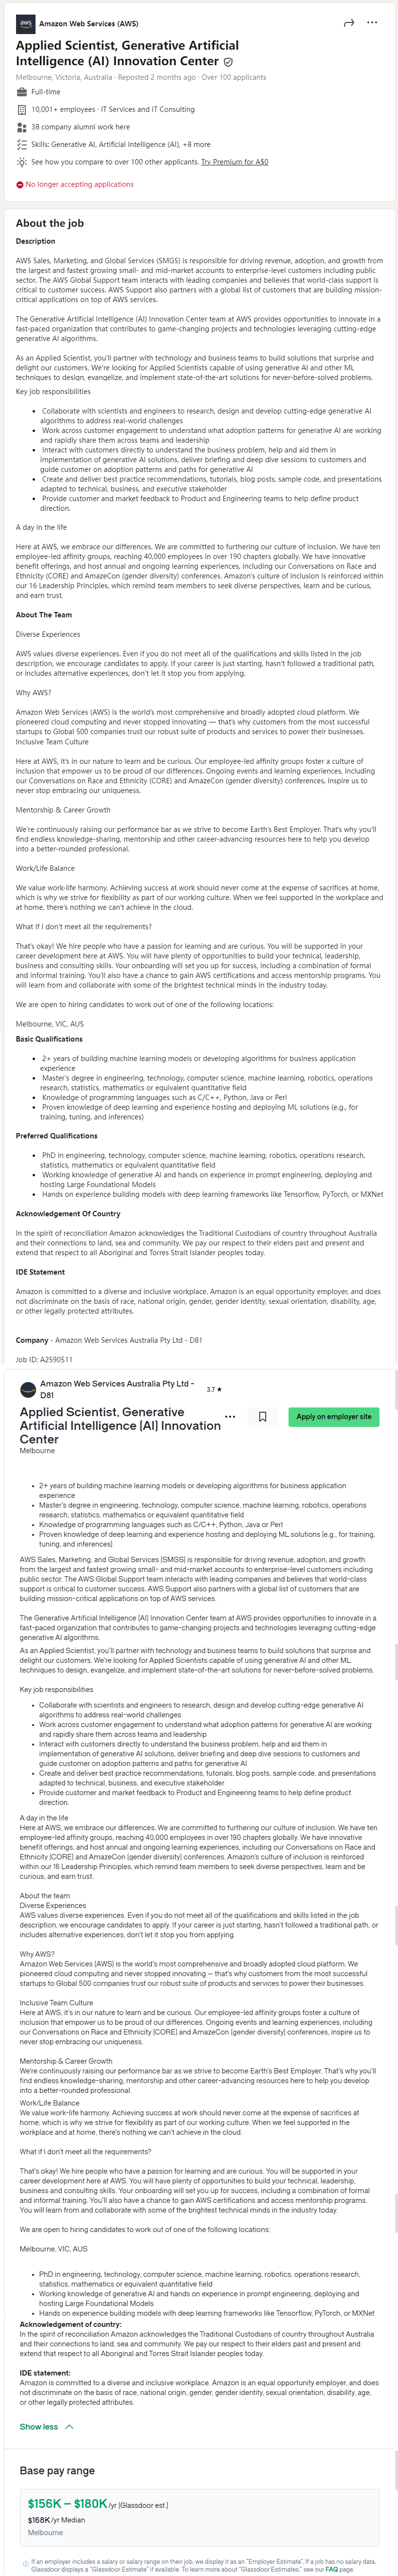 aws
Amazon Web Services (AWS)
Applied Scientist, Generative Artificial
Intelligence (AI) Innovation Center
Melbourne, Victoria, Australia · Reposted 2 months ago · Over 100 applicants
Full-time
10,001+ employees · IT Services and IT Consulting
38 company alumni work here
Skills: Generative AI, Artificial Intelligence (AI), +8 more
See how you compare to over 100 other applicants. Try Premium for A$0
No longer accepting applications
About the job
Description
AWS Sales, Marketing, and Global Services (SMGS) is responsible for driving revenue, adoption, and growth from
the largest and fastest growing small- and mid-market accounts to enterprise-level customers including public
sector. The AWS Global Support team interacts with leading companies and believes that world-class support is
critical to customer success. AWS Support also partners with a global list of customers that are building mission-
critical applications on top of AWS services.
The Generative Artificial Intelligence (AI) Innovation Center team at AWS provides opportunities to innovate in a
fast-paced organization that contributes to game-changing projects and technologies leveraging cutting-edge
generative AI algorithms.
As an Applied Scientist, you'll partner with technology and business teams to build solutions that surprise and
delight our customers. We're looking for Applied Scientists capable of using generative AI and other ML
techniques to design, evangelize, and implement state-of-the-art solutions for never-before-solved problems.
Key job responsibilities
• Collaborate with scientists and engineers to research, design and develop cutting-edge generative AI
algorithms to address real-world challenges
• Work across customer engagement to understand what adoption patterns for generative AI are working
and rapidly share them across teams and leadership
• Interact with customers directly to understand the business problem, help and aid them in
implementation of generative AI solutions, deliver briefing and deep dive sessions to customers and
guide customer on adoption patterns and paths for generative AI
• Create and deliver best practice recommendations, tutorials, blog posts, sample code, and presentations
adapted to technical, business, and executive stakeholder
• Provide customer and market feedback to Product and Engineering teams to help define product
direction.
A day in the life
Here at AWS, we embrace our differences. We are committed to furthering our culture of inclusion. We have ten
employee-led affinity groups, reaching 40,000 employees in over 190 chapters globally. We have innovative
benefit offerings, and host annual and ongoing learning experiences, including our Conversations on Race and
Ethnicity (CORE) and AmazeCon (gender diversity) conferences. Amazon's culture of inclusion is reinforced within
our 16 Leadership Principles, which remind team members to seek diverse perspectives, learn and be curious,
and earn trust.
About The Team
Diverse Experiences
AWS values diverse experiences. Even if you do not meet all of the qualifications and skills listed in the job
description, we encourage candidates to apply. If your career is just starting, hasn't followed a traditional path,
or includes alternative experiences, don't let it stop you from applying.
Why AWS?
Amazon Web Services (AWS) is the world's most comprehensive and broadly adopted cloud platform. We
pioneered cloud computing and never stopped innovating — that's why customers from the most successful
startups to Global 500 companies trust our robust suite of products and services to power their businesses.
Inclusive Team Culture
Here at AWS, it's in our nature to learn and be curious. Our employee-led affinity groups foster a culture of
inclusion that empower us to be proud of our differences. Ongoing events and learning experiences, including
our Conversations on Race and Ethnicity (CORE) and AmazeCon (gender diversity) conferences, inspire us to
never stop embracing our uniqueness.
Mentorship & Career Growth
We're continuously raising our performance bar as we strive to become Earth's Best Employer. That's why you'll
find endless knowledge-sharing, mentorship and other career-advancing resources here to help you develop
into a better-rounded professional.
Work/Life Balance
We value work-life harmony. Achieving success at work should never come at the expense of sacrifices at home,
which is why we strive for flexibility as part of our working culture. When we feel supported in the workplace and
at home, there's nothing we can't achieve in the cloud.
What if I don't meet all the requirements?
That's okay! We hire people who have a passion for learning and are curious. You will be supported in your
career development here at AWS. You will have plenty of opportunities to build your technical, leadership,
business and consulting skills. Your onboarding will set you up for success, including a combination of formal
and informal training. You'll also have a chance to gain AWS certifications and access mentorship programs. You
will learn from and collaborate with some of the brightest technical minds in the industry today.
We are open to hiring candidates to work out of one of the following locations:
Melbourne, VIC, AUS
Basic Qualifications
• 2+ years of building machine learning models or developing algorithms for business application
experience
• Master's degree in engineering, technology, computer science, machine learning, robotics, operations
research, statistics, mathematics or equivalent quantitative field
• Knowledge of programming languages such as C/C++, Python, Java or Perl
• Proven knowledge of deep learning and experience hosting and deploying ML solutions (e.g., for
training, tuning, and inferences)
Preferred Qualifications
• PhD in engineering, technology, computer science, machine learning, robotics, operations research,
statistics, mathematics or equivalent quantitative field
• Working knowledge of generative AI and hands on experience in prompt engineering, deploying and
hosting Large Foundational Models
• Hands on experience building models with deep learning frameworks like Tensorflow, PyTorch, or MXNet
Acknowledgement Of Country
In the spirit of reconciliation Amazon acknowledges the Traditional Custodians of country throughout Australia
and their connections to land, sea and community. We pay our respect to their elders past and present and
extend that respect to all Aboriginal and Torres Strait Islander peoples today.
IDE Statement
Amazon is committed to a diverse and inclusive workplace. Amazon is an equal opportunity employer, and does
not discriminate on the basis of race, national origin, gender, gender identity, sexual orientation, disability, age,
or other legally protected attributes.
Company - Amazon Web Services Australia Pty Ltd - D81
Job ID: A2590511
Amazon Web Services Australia Pty Ltd -
D81
3.7 ★
Applied Scientist, Generative
Artificial Intelligence (AI) Innovation
Center
Apply on employer site
Melbourne
• 2+ years of building machine learning models or developing algorithms for business application
experience
• Master's degree in engineering, technology, computer science, machine learning, robotics, operations
research, statistics, mathematics or equivalent quantitative field
• Knowledge of programming languages such as C/C++, Python, Java or Perl
• Proven knowledge of deep learning and experience hosting and deploying ML solutions (e.g., for training,
tuning, and inferences)
AWS Sales, Marketing, and Global Services (SMGS) is responsible for driving revenue, adoption, and growth
from the largest and fastest growing small- and mid-market accounts to enterprise-level customers including
public sector. The AWS Global Support team interacts with leading companies and believes that world-class
support is critical to customer success. AWS Support also partners with a global list of customers that are
building mission-critical applications on top of AWS services.
The Generative Artificial Intelligence (AI) Innovation Center team at AWS provides opportunities to innovate in a
fast-paced organization that contributes to game-changing projects and technologies leveraging cutting-edge
generative AI algorithms.
As an Applied Scientist, you'll partner with technology and business teams to build solutions that surprise and
delight our customers. We're looking for Applied Scientists capable of using generative AI and other ML
techniques to design, evangelize, and implement state-of-the-art solutions for never-before-solved problems.
Key job responsibilities
• Collaborate with scientists and engineers to research, design and develop cutting-edge generative AI
algorithms to address real-world challenges
• Work across customer engagement to understand what adoption patterns for generative AI are working
and rapidly share them across teams and leadership
• Interact with customers directly to understand the business problem, help and aid them in
implementation of generative AI solutions, deliver briefing and deep dive sessions to customers and
guide customer on adoption patterns and paths for generative AI
• Create and deliver best practice recommendations, tutorials, blog posts, sample code, and presentations
adapted to technical, business, and executive stakeholder
• Provide customer and market feedback to Product and Engineering teams to help define product
direction.
A day in the life
Here at AWS, we embrace our differences. We are committed to furthering our culture of inclusion. We have ten
employee-led affinity groups, reaching 40,000 employees in over 190 chapters globally. We have innovative
benefit offerings, and host annual and ongoing learning experiences, including our Conversations on Race and
Ethnicity (CORE) and AmazeCon (gender diversity) conferences. Amazon's culture of inclusion is reinforced
within our 16 Leadership Principles, which remind team members to seek diverse perspectives, learn and be
curious, and earn trust.
About the team
Diverse Experiences
AWS values diverse experiences. Even if you do not meet all of the qualifications and skills listed in the job
description, we encourage candidates to apply. If your career is just starting, hasn't followed a traditional path, or
includes alternative experiences, don't let it stop you from applying.
Why AWS?
Amazon Web Services (AWS) is the world's most comprehensive and broadly adopted cloud platform. We
pioneered cloud computing and never stopped innovating — that's why customers from the most successful
startups to Global 500 companies trust our robust suite of products and services to power their businesses.
Inclusive Team Culture
Here at AWS, it's in our nature to learn and be curious. Our employee-led affinity groups foster a culture of
inclusion that empower us to be proud of our differences. Ongoing events and learning experiences, including
our Conversations on Race and Ethnicity (CORE) and AmazeCon (gender diversity) conferences, inspire us to
never stop embracing our uniqueness.
Mentorship & Career Growth
We're continuously raising our performance bar as we strive to become Earth's Best Employer. That's why you'll
find endless knowledge-sharing, mentorship and other career-advancing resources here to help you develop
into a better-rounded professional.
Work/Life Balance
We value work-life harmony. Achieving success at work should never come at the expense of sacrifices at
home, which is why we strive for flexibility as part of our working culture. When we feel supported in the
workplace and at home, there's nothing we can't achieve in the cloud.
What if I don't meet all the requirements?
That's okay! We hire people who have a passion for learning and are curious. You will be supported in your
career development here at AWS. You will have plenty of opportunities to build your technical, leadership,
business and consulting skills. Your onboarding will set you up for success, including a combination of formal
and informal training. You'll also have a chance to gain AWS certifications and access mentorship programs.
You will learn from and collaborate with some of the brightest technical minds in the industry today.
We are open to hiring candidates to work out of one of the following locations:
Melbourne, VIC, AUS
• PhD in engineering, technology, computer science, machine learning, robotics, operations research,
statistics, mathematics or equivalent quantitative field
• Working knowledge of generative AI and hands on experience in prompt engineering, deploying and
hosting Large Foundational Models
• Hands on experience building models with deep learning frameworks like Tensorflow, PyTorch, or MXNet
Acknowledgement of country:
In the spirit of reconciliation Amazon acknowledges the Traditional Custodians of country throughout Australia
and their connections to land, sea and community. We pay our respect to their elders past and present and
extend that respect to all Aboriginal and Torres Strait Islander peoples today.
IDE statement:
Amazon is committed to a diverse and inclusive workplace. Amazon is an equal opportunity employer, and does
not discriminate on the basis of race, national origin, gender, gender identity, sexual orientation, disability, age,
or other legally protected attributes.
Show less
Base pay range
$156K – $180K /yr (Glassdoor est.)
$168K /yr Median
Melbourne
If an employer includes a salary or salary range on their job, we display it as an "Employer Estimate". If a job has no salary data,
Glassdoor displays a "Glassdoor Estimate" if available. To learn more about "Glassdoor Estimates," see our FAQ page.